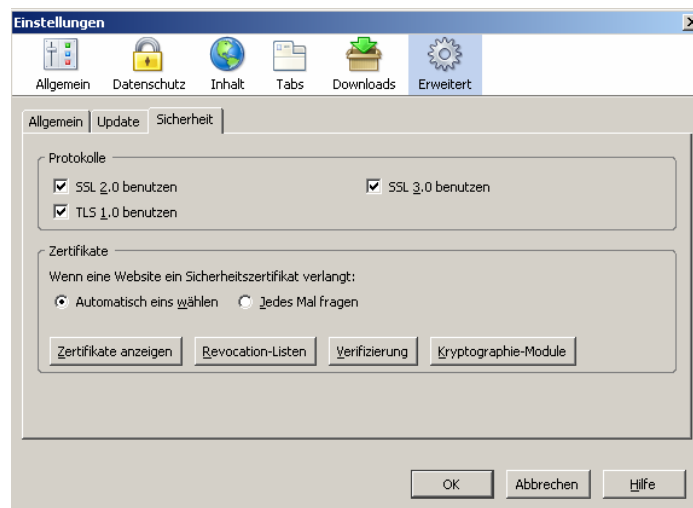 Einstellungen
Allgemein Datenschutz Inhalt Tabs Downloads Erweitert
Allgemein Update Sicherheit
Protokolle
SSL 2.0 benutzen SSL 3.0 benutzen
TLS 1.0 benutzen
Zertifikate
Wenn eine Website ein Sicherheitszertifikat verlangt:
Automatisch eins wählen Jedes Mal fragen
Zertifikate anzeigen Revocation-Listen Verifizierung Kryptographie-Module
OK Abbrechen Hilfe